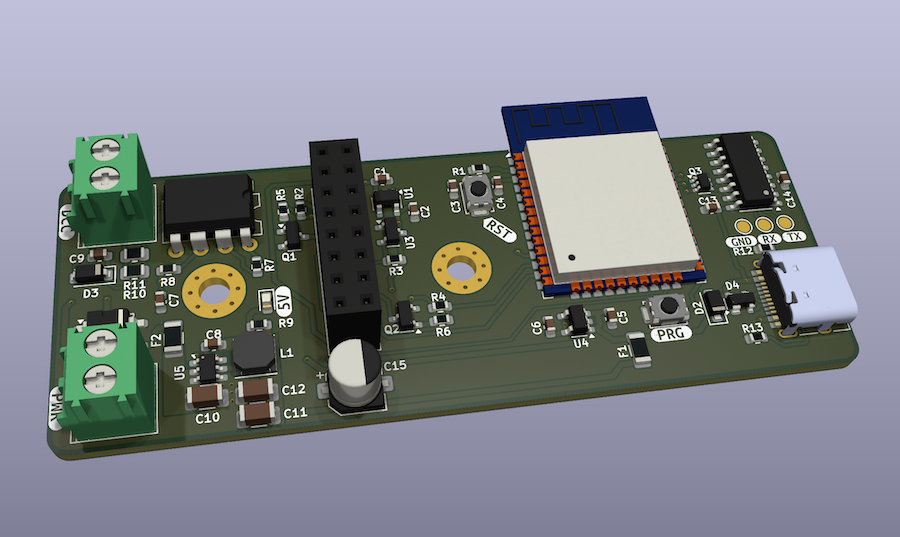 R1
C1
U1
C2
U3
R3
R5
R2
Q1
R7
C3
C4
RST
Q3
C13
C14
GND
RX
TX
R12
C9
D3
R11
R10
R8
C7
5V
R9
Q2
R4
R6
D2
D4
PRG
R13
C6
U4
C5
F1
F2
C8
U5
L1
C12
C10
C11
+
C15
PWR